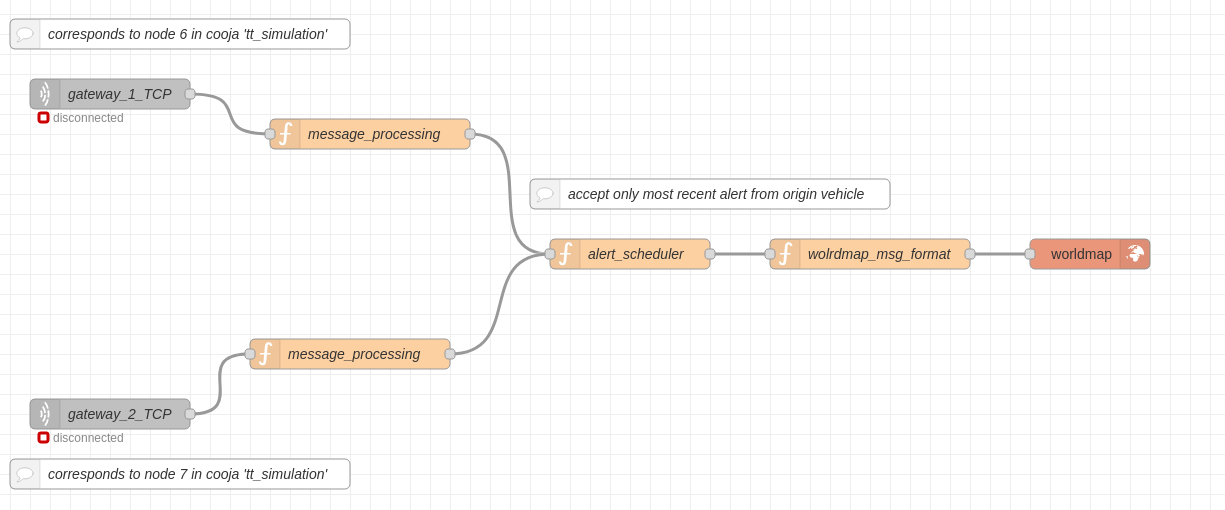 corresponds to node 6 in cooja 'tt_simulation'
gateway_1_TCP
disconnected
message_processing
accept only most recent alert from origin vehicle
alert_scheduler
wolrdmap_msg_format
worldmap
message_processing
gateway_2_TCP
disconnected
corresponds to node 7 in cooja 'tt_simulation'